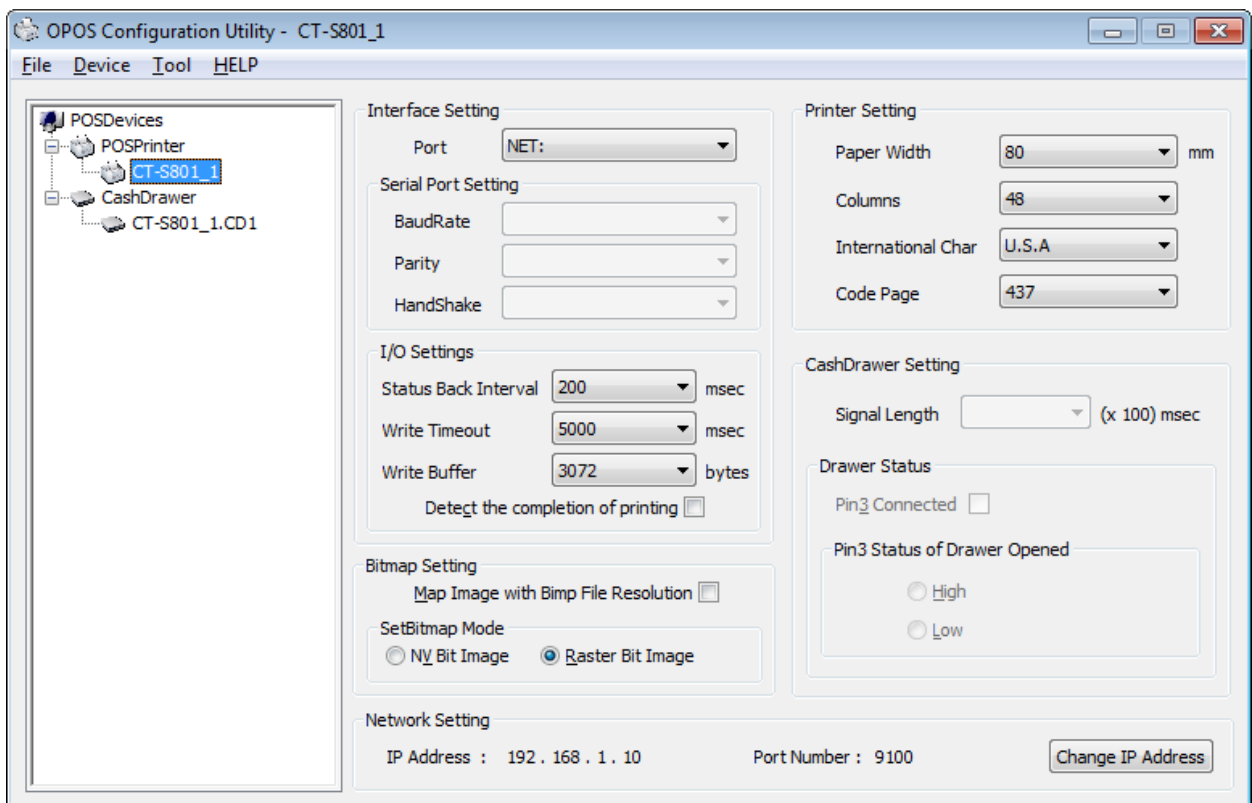 OPOS Configuration Utility - CT-S801_1
File Device Tool HELP
POSDevices
POSPrinter
CT-S801_1
CashDrawer
CT-S801_1.CD1
Interface Setting
Port NET:
Serial Port Setting
BaudRate
Parity
HandShake
I/O Settings
Status Back Interval 200 msec
Write Timeout 5000 msec
Write Buffer 3072 bytes
Detect the completion of printing
Bitmap Setting
Map Image with Bimp File Resolution
SetBitmap Mode
NV Bit Image Raster Bit Image
Printer Setting
Paper Width 80 mm
Columns 48
International Char U.S.A
Code Page 437
CashDrawer Setting
Signal Length (x 100) msec
Drawer Status
Pin3 Connected
Pin3 Status of Drawer Opened
High
Low
Network Setting
IP Address : 192 . 168 . 1 . 10 Port Number : 9100 Change IP Address